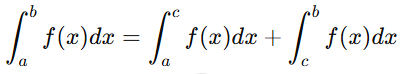 ∫_a^b f(x)dx = ∫_a^c f(x)dx + ∫_c^b f(x)dx